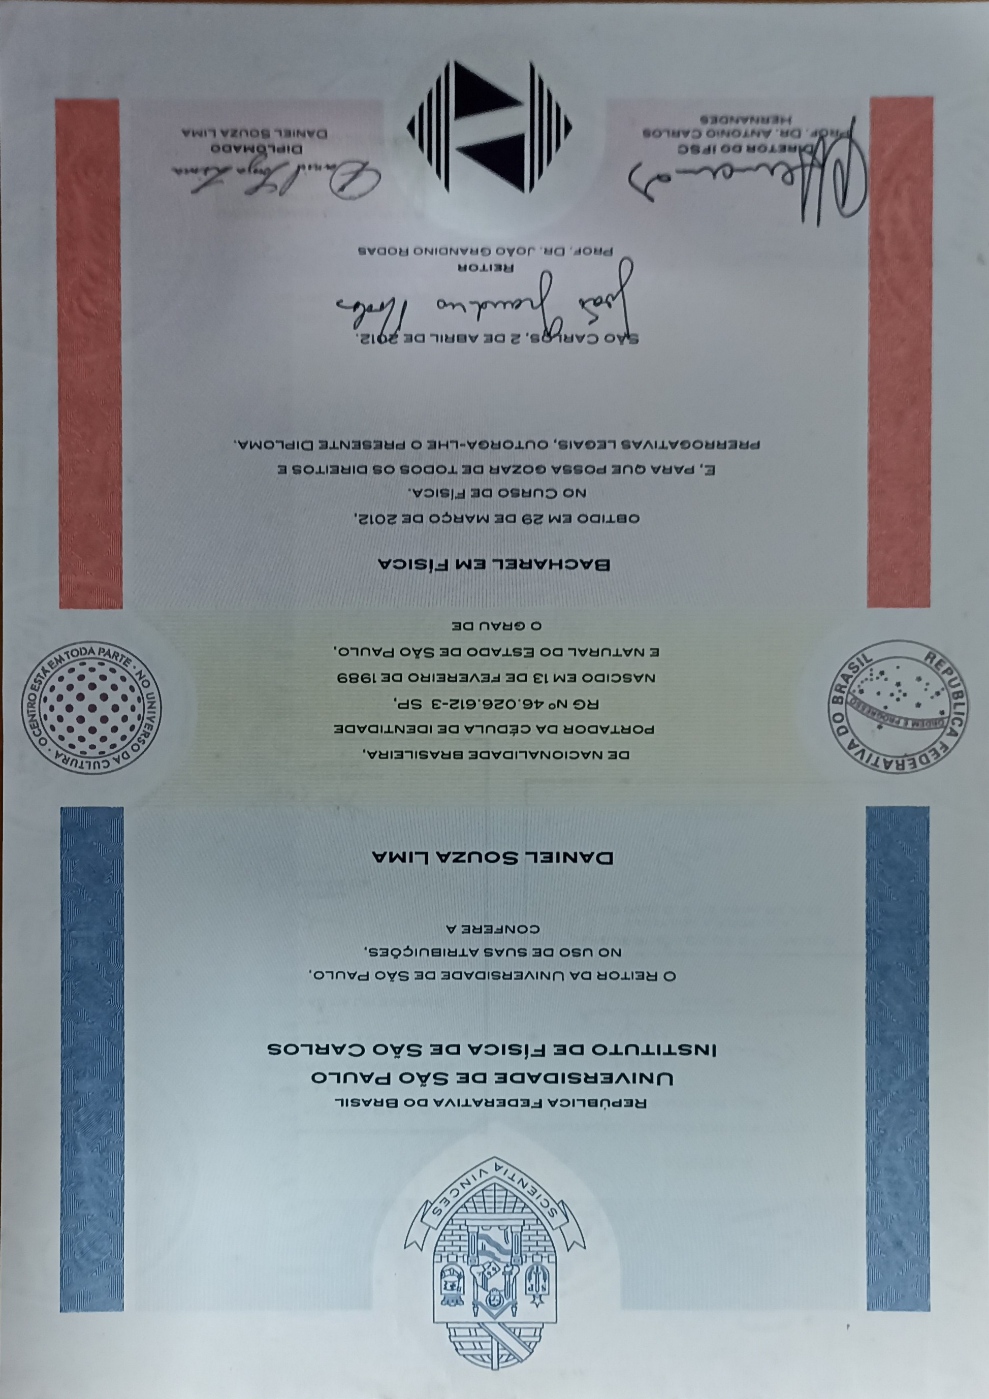 SCIENTIA VINCES
REPÚBLICA FEDERATIVA DO BRASIL
UNIVERSIDADE DE SÃO PAULO
INSTITUTO DE FÍSICA DE SÃO CARLOS
O REITOR DA UNIVERSIDADE DE SÃO PAULO,
NO USO DE SUAS ATRIBUIÇÕES,
CONFERE A
DANIEL SOUZA LIMA
DE NACIONALIDADE BRASILEIRA,
PORTADOR DA CÉDULA DE IDENTIDADE
RG Nº 46.026.612-3 SP,
NASCIDO EM 13 DE FEVEREIRO DE 1989
E NATURAL DO ESTADO DE SÃO PAULO,
O GRAU DE
REPÚBLICA FEDERATIVA DO BRASIL
ORDEM E PROGRESSO
NO UNIVERSO DA CULTURA · O CENTRO ESTÁ EM TODA PARTE ·
BACHAREL EM FÍSICA
OBTIDO EM 29 DE MARÇO DE 2012,
NO CURSO DE FÍSICA.
E, PARA QUE POSSA GOZAR DE TODOS OS DIREITOS E
PRERROGATIVAS LEGAIS, OUTORGA-LHE O PRESENTE DIPLOMA.
SÃO CARLOS, 2 DE ABRIL DE 2012.
João Grandino Rodas
REITOR
PROF. DR. JOÃO GRANDINO RODAS
DIRETOR DO IFSC
PROF. DR. ANTONIO CARLOS
HERNANDES
Daniel Souza Lima
DIPLOMADO
DANIEL SOUZA LIMA